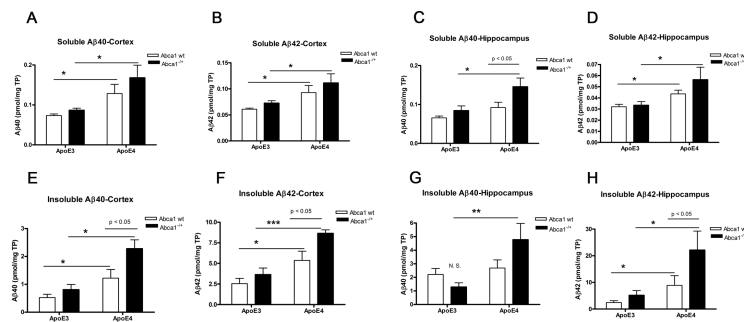 A
Soluble Aβ40-Cortex
Aβ40 (pmol/mg TP)
0.2
0.1
0.0
*
*
ApoE3
ApoE4
Abca1 wt
Abca1-/+
B
Soluble Aβ42-Cortex
Aβ42 (pmol/mg TP)
0.15
0.10
0.05
0.00
*
*
ApoE3
ApoE4
Abca1 wt
Abca1-/+
C
Soluble Aβ40-Hippocampus
Aβ40 (pmol/mg TP)
0.2
0.1
0.0
*
p < 0.05
ApoE3
ApoE4
Abca1 wt
Abca1-/+
D
Soluble Aβ42-Hippocampus
Aβ42 (pmol/mg TP)
0.08
0.07
0.06
0.05
0.04
0.03
0.02
0.01
0.00
*
*
ApoE3
ApoE4
Abca1 w
Abca1-/
E
Insoluble Aβ40-Cortex
Aβ40 (pmol/mg TP)
3
2
1
0
*
*
p < 0.05
ApoE3
ApoE4
Abca1 wt
Abca1-/+
F
Insoluble Aβ42-Cortex
Aβ42 (pmol/mg TP)
10.0
7.5
5.0
2.5
0.0
*
***
p < 0.05
ApoE3
ApoE4
Abca1 wt
Abca1-/+
G
Insoluble Aβ40-Hippocampus
Aβ40 (pmol/mg TP)
6
5
4
3
2
1
0
N. S.
**
ApoE3
ApoE4
Abca1 wt
Abca1-/+
H
Insoluble Aβ42-Hippocampus
Aβ42 (pmol/mg TP)
30
20
10
0
*
*
p < 0.05
ApoE3
ApoE4
Abca1 w
Abca1-/